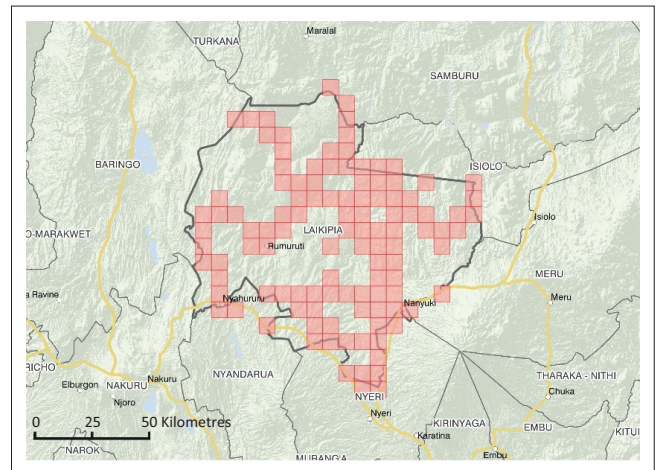 Maralal
TURKANA
SAMBURU
BARINGO
ISIOLO
Isiolo
O-MARAKWET
LAIKIPIA
Rumuruti
MERU
a Ravine
Nyahururu
Nanyuki
Meru
RICHO
NYANDARUA
THARAKA - NITHI
Elburgon
NAKURU
Nakuru
Chuka
Njoro
NYERI
0 25 50 Kilometres
Nyeri
KIRINYAGA
EMBU
KITUI
Karatina
NAROK
MURANG'A
Embu